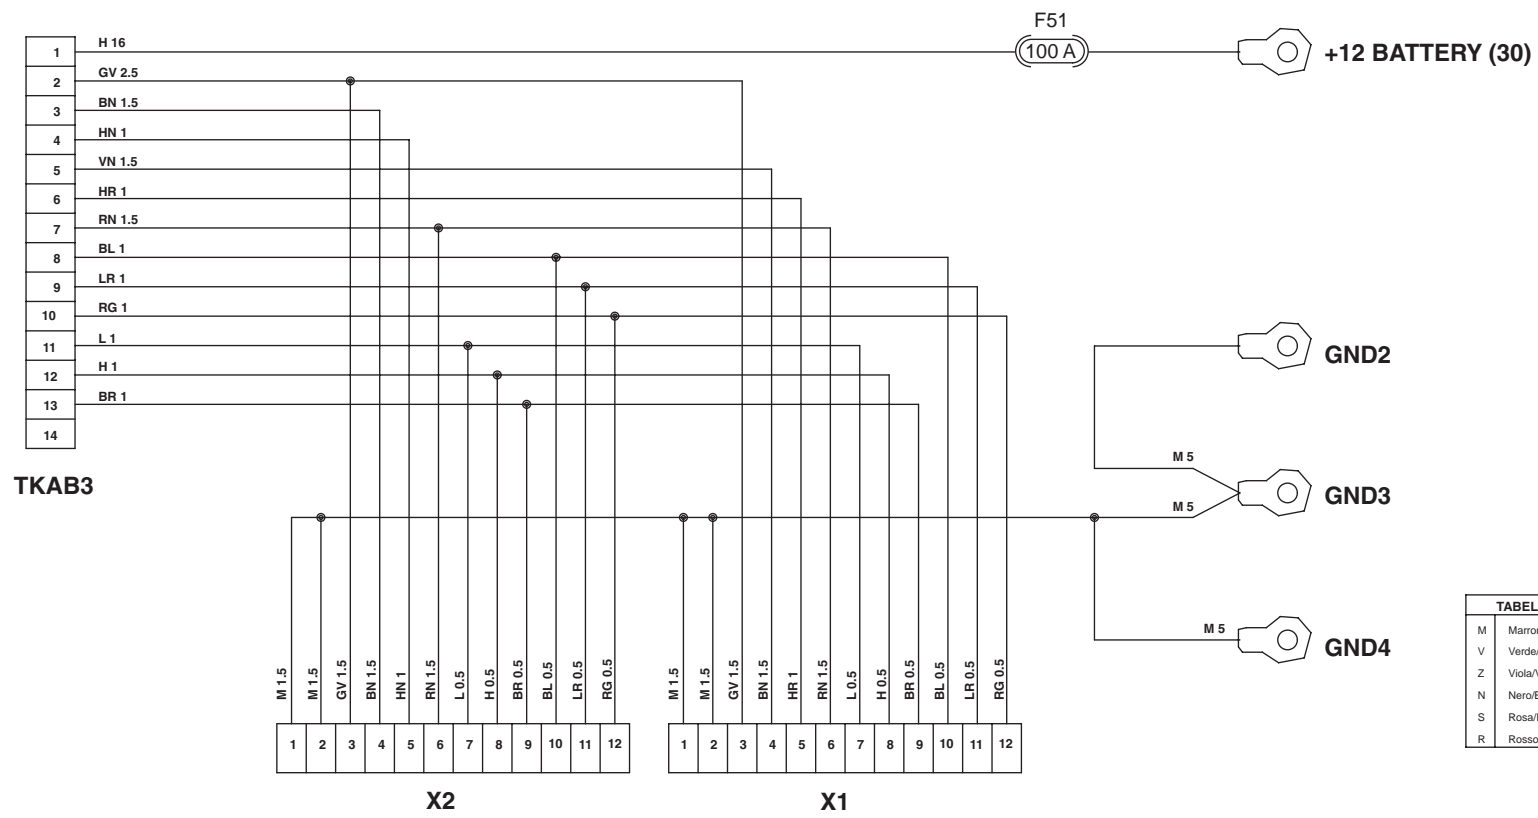 F51
100 A
+12 BATTERY (30)
1 H 16
2 GV 2.5
3 BN 1.5
4 HN 1
5 VN 1.5
6 HR 1
7 RN 1.5
8 BL 1
9 LR 1
10 RG 1
11 L 1
12 H 1
13 BR 1
14
TKAB3
GND2
M 5
GND3
M 5
M 5
GND4
M 1.5
M 1.5
GV 1.5
BN 1.5
HN 1
RN 1.5
L 0.5
H 0.5
BR 0.5
BL 0.5
LR 0.5
RG 0.5
1 2 3 4 5 6 7 8 9 10 11 12
X2
M 1.5
M 1.5
GV 1.5
BN 1.5
HR 1
RN 1.5
L 0.5
H 0.5
BR 0.5
BL 0.5
LR 0.5
RG 0.5
1 2 3 4 5 6 7 8 9 10 11 12
X1
TABEL
M
V Verde/
Z Viola/
N Nero/
S Rosa/
R Rosso